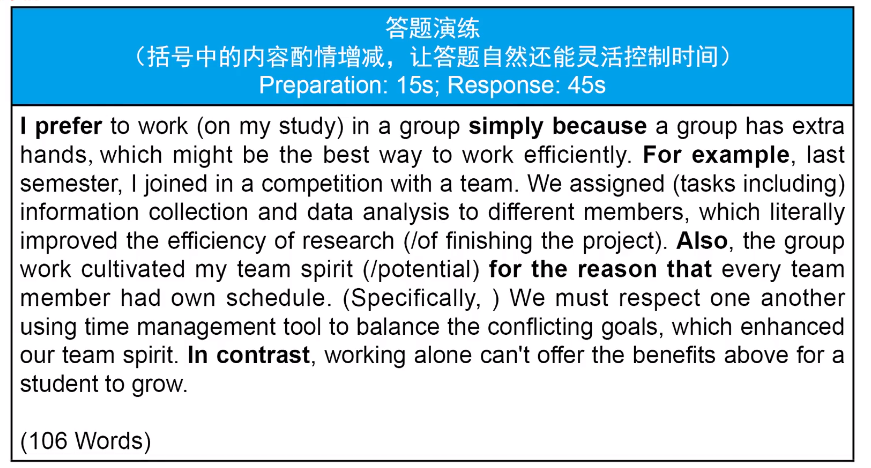 答题演练
（括号中的内容酌情增减，让答题自然还能灵活控制时间）
Preparation: 15s; Response: 45s
I prefer to work (on my study) in a group simply because a group has extra
hands, which might be the best way to work efficiently. For example, last
semester, I joined in a competition with a team. We assigned (tasks including)
information collection and data analysis to different members, which literally
improved the efficiency of research (/of finishing the project). Also, the group
work cultivated my team spirit (/potential) for the reason that every team
member had own schedule. (Specifically, ) We must respect one another
using time management tool to balance the conflicting goals, which enhanced
our team spirit. In contrast, working alone can't offer the benefits above for a
student to grow.
(106 Words)